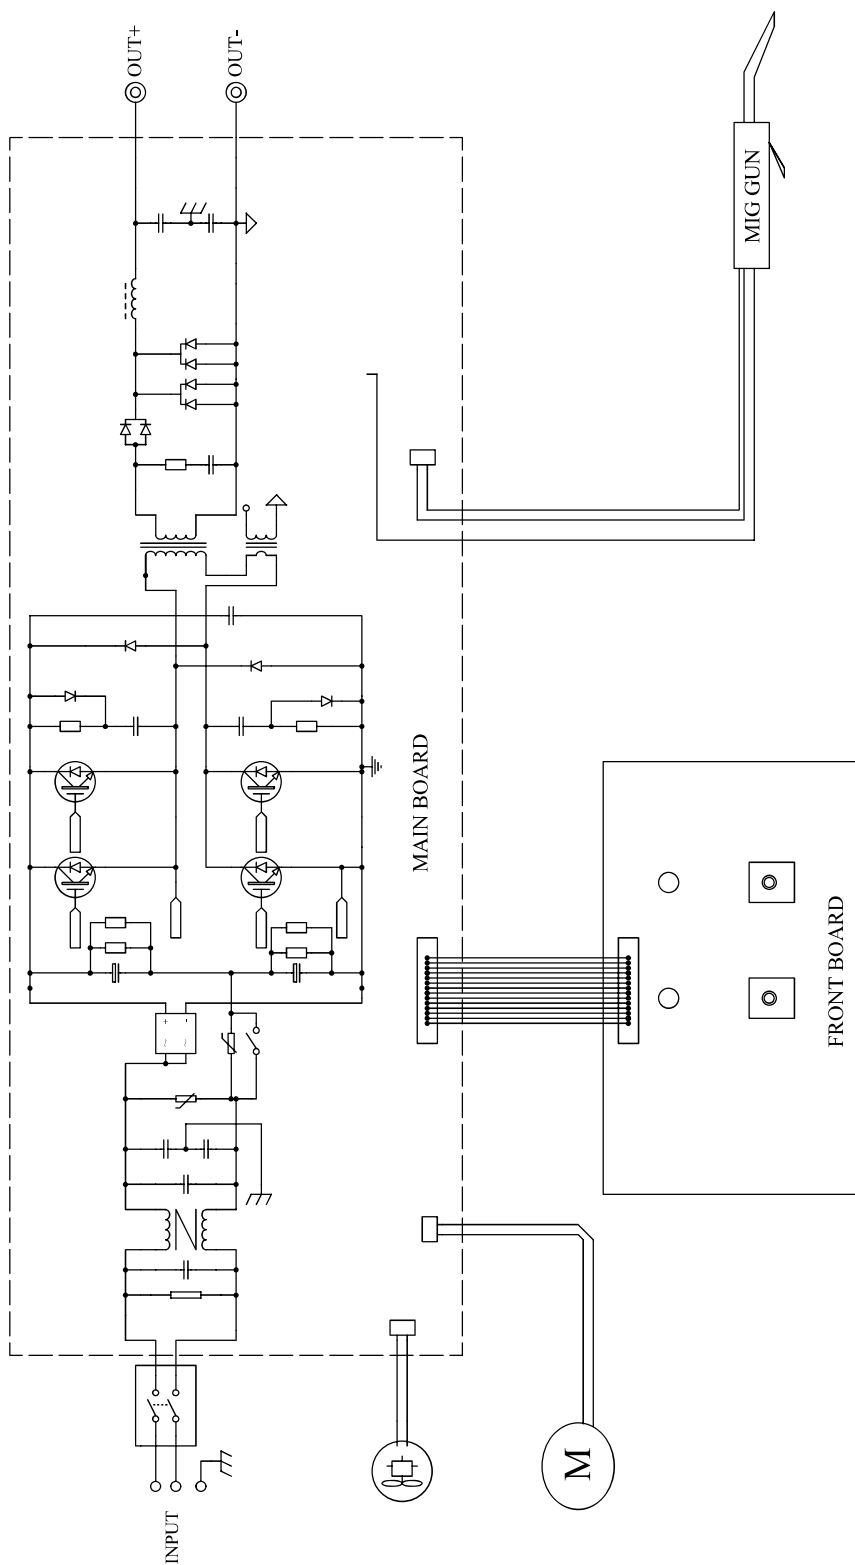 OUT+
OUT-
MIG GUN
MAIN BOARD
FRONT BOARD
+
-
~
~
INPUT
M